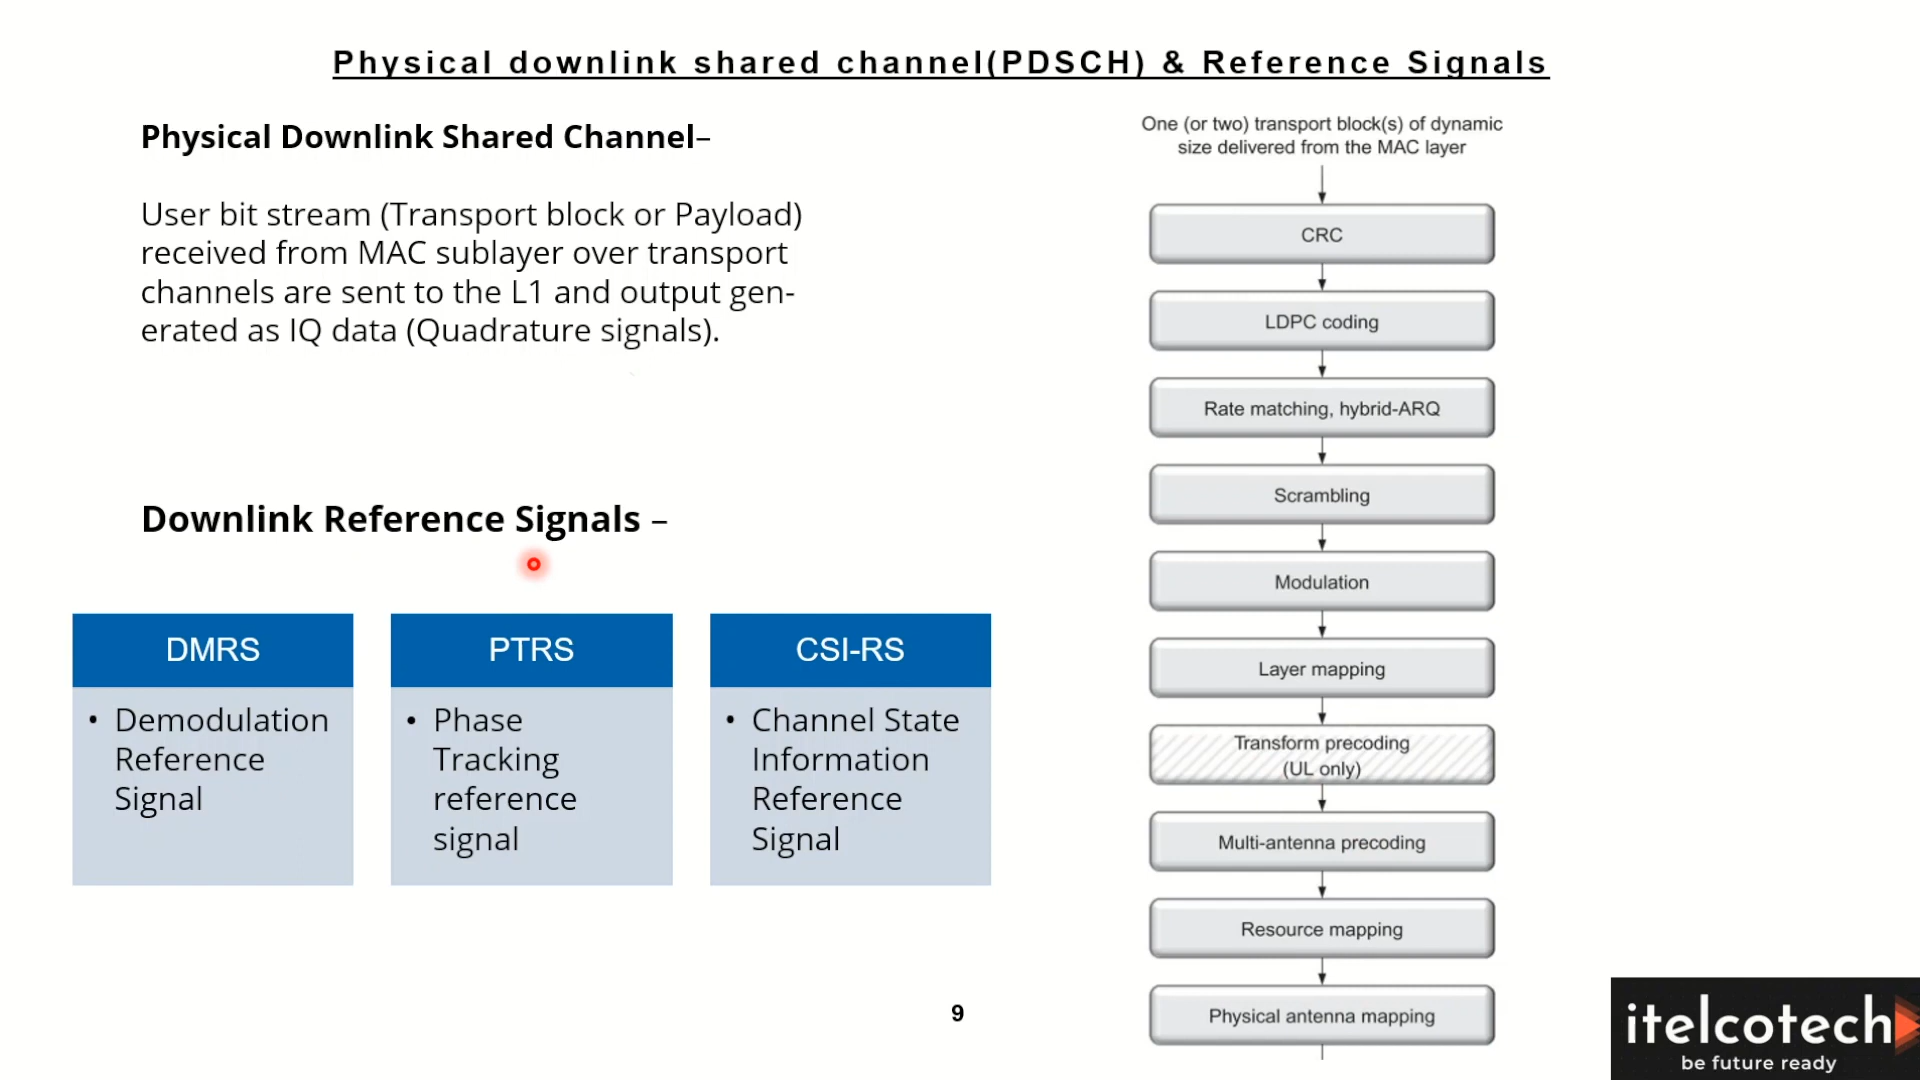 Physical downlink shared channel(PDSCH) & Reference Signals
Physical Downlink Shared Channel–
User bit stream (Transport block or Payload)
received from MAC sublayer over transport
channels are sent to the L1 and output gen-
erated as IQ data (Quadrature signals).
Downlink Reference Signals –
DMRS
• Demodulation
Reference
Signal
PTRS
• Phase
Tracking
reference
signal
CSI-RS
• Channel State
Information
Reference
Signal
One (or two) transport block(s) of dynamic
size delivered from the MAC layer
CRC
LDPC coding
Rate matching, hybrid-ARQ
Scrambling
Modulation
Layer mapping
Transform precoding
(UL only)
Multi-antenna precoding
Resource mapping
Physical antenna mapping
9
itelcotech
be future ready